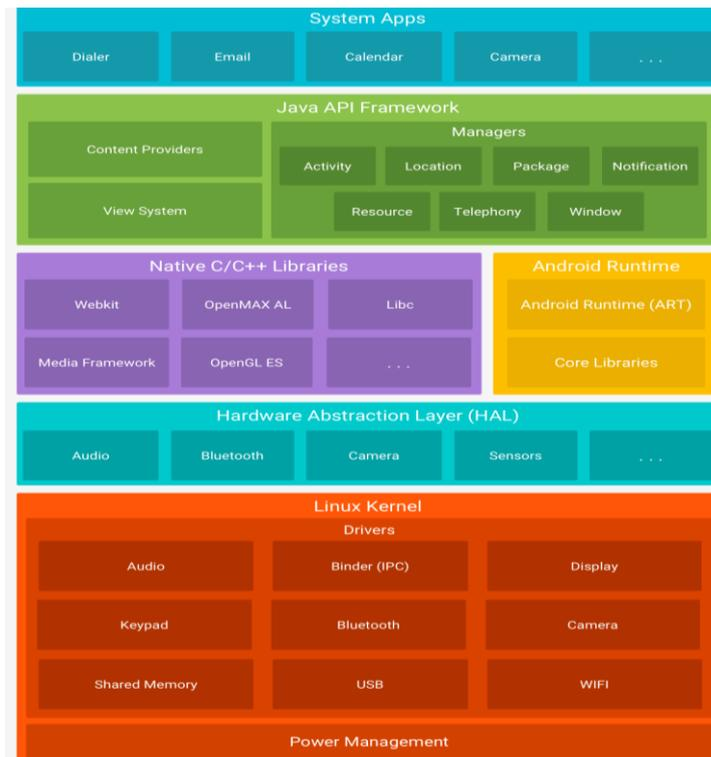 System Apps
Dialer Email Calendar Camera . . .
Java API Framework
Content Providers
View System
Managers
Activity Location Package Notification
Resource Telephony Window
Native C/C++ Libraries
Webkit OpenMAX AL Libc
Media Framework OpenGL ES . . .
Android Runtime
Android Runtime (ART)
Core Libraries
Hardware Abstraction Layer (HAL)
Audio Bluetooth Camera Sensors . . .
Linux Kernel
Drivers
Audio Binder (IPC) Display
Keypad Bluetooth Camera
Shared Memory USB WIFI
Power Management